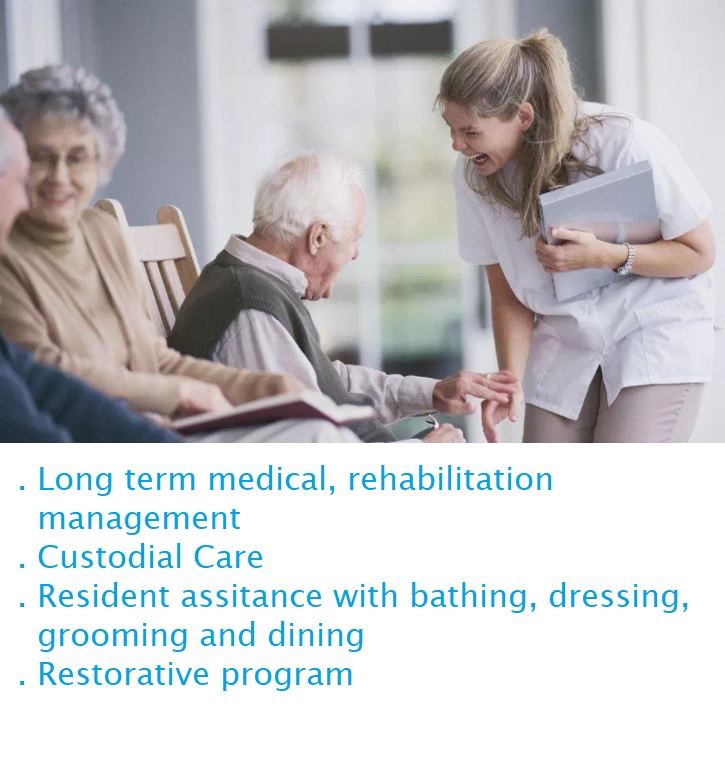 . Long term medical, rehabilitation
management
. Custodial Care
. Resident assitance with bathing, dressing,
grooming and dining
. Restorative program